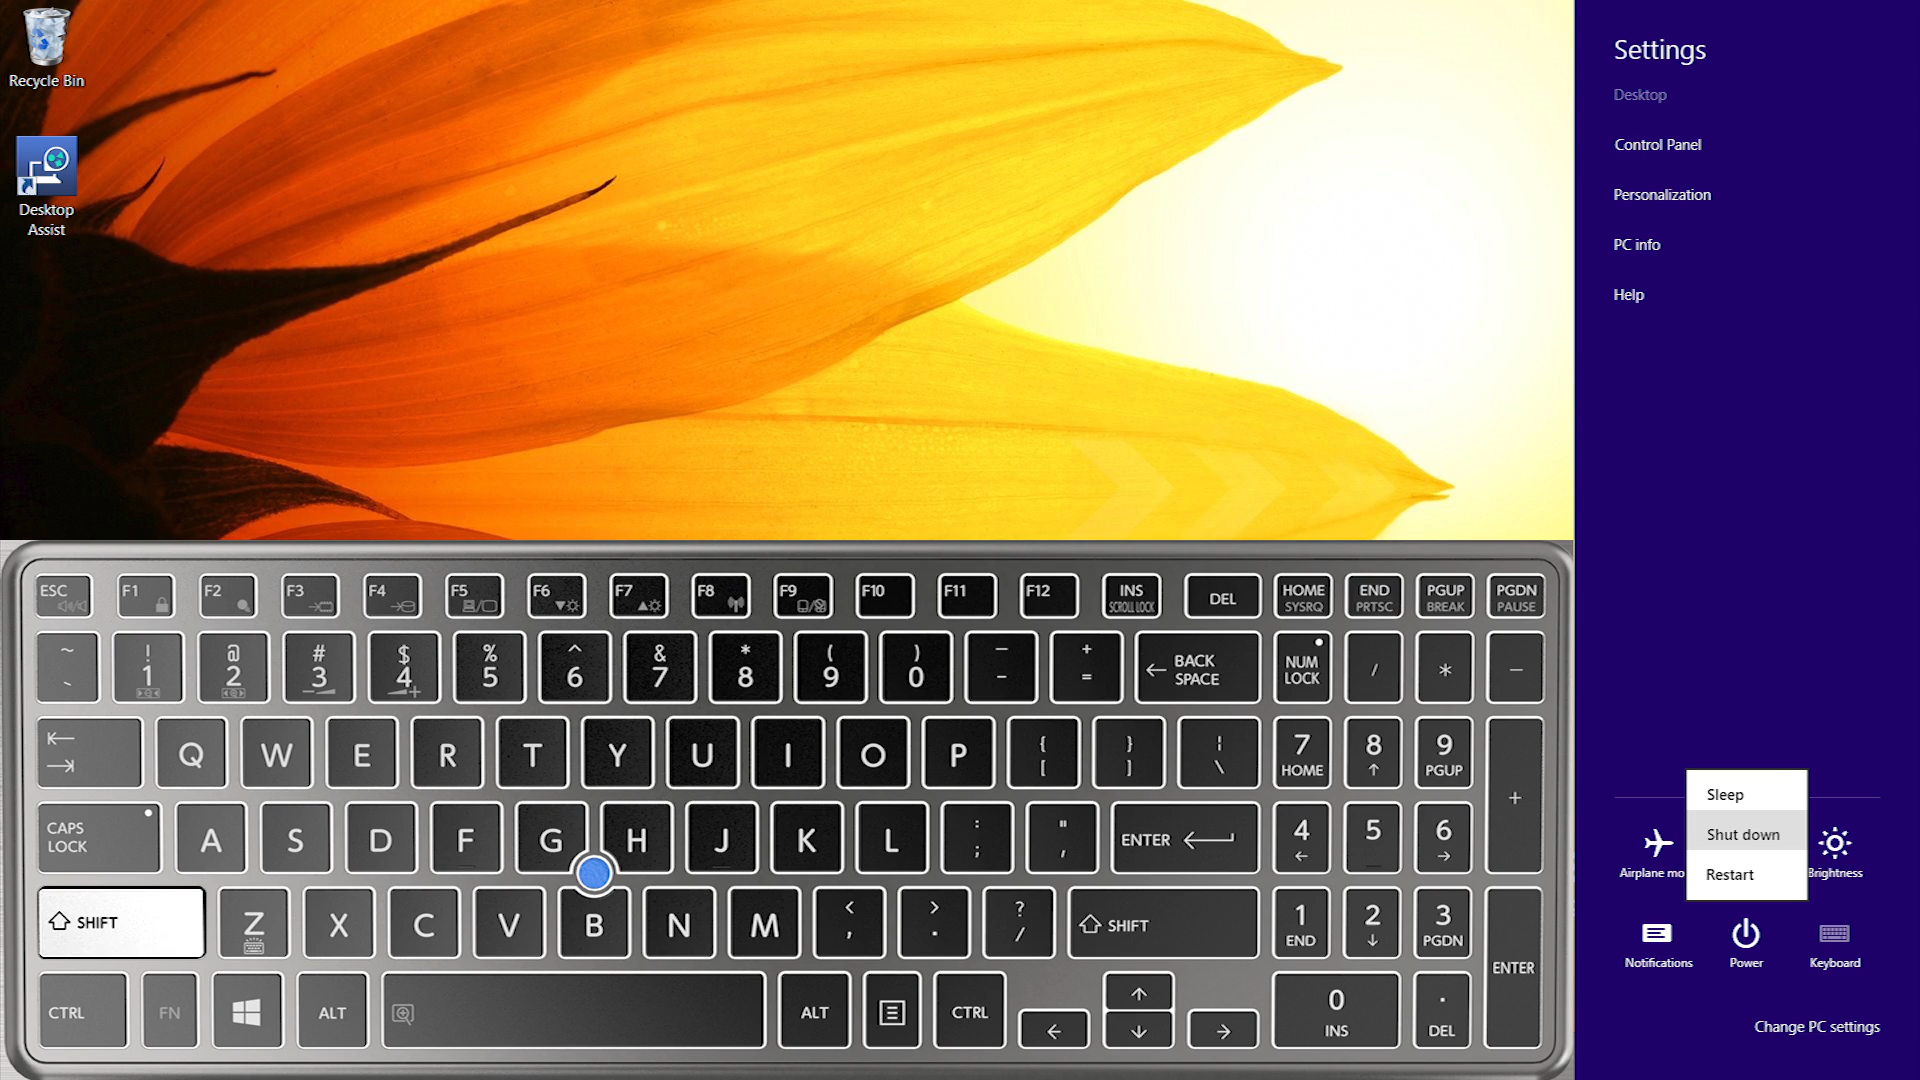 Recycle Bin
Desktop
Assist
Settings
Desktop
Control Panel
Personalization
PC info
Help
Sleep
Shut down
Restart
Airplane mo
Brightness
Notifications
Power
Keyboard
Change PC settings
ESC F1 F2 F3 F4 F5 F6 F7 F8 F9 F10 F11 F12 INS DEL HOME END PGUP PGDN
SCROLL LOCK SYSRQ PRTSC BREAK PAUSE
~ ! @ # $ % ^ & * ( ) — +
` 1 2 3 4 5 6 7 8 9 0 - = ← BACK SPACE NUM LOCK / * —
Q W E R T Y U I O P { [ } ] ¦ \ 7 HOME 8 ↑ 9 PGUP
CAPS LOCK A S D F G H J K L : ; " ' ENTER 4 ← 5 6 → +
SHIFT Z X C V B N M < , > . ? / SHIFT 1 END 2 ↓ 3 PGDN
CTRL FN ALT ALT CTRL ← ↑ ↓ → 0 INS . DEL ENTER